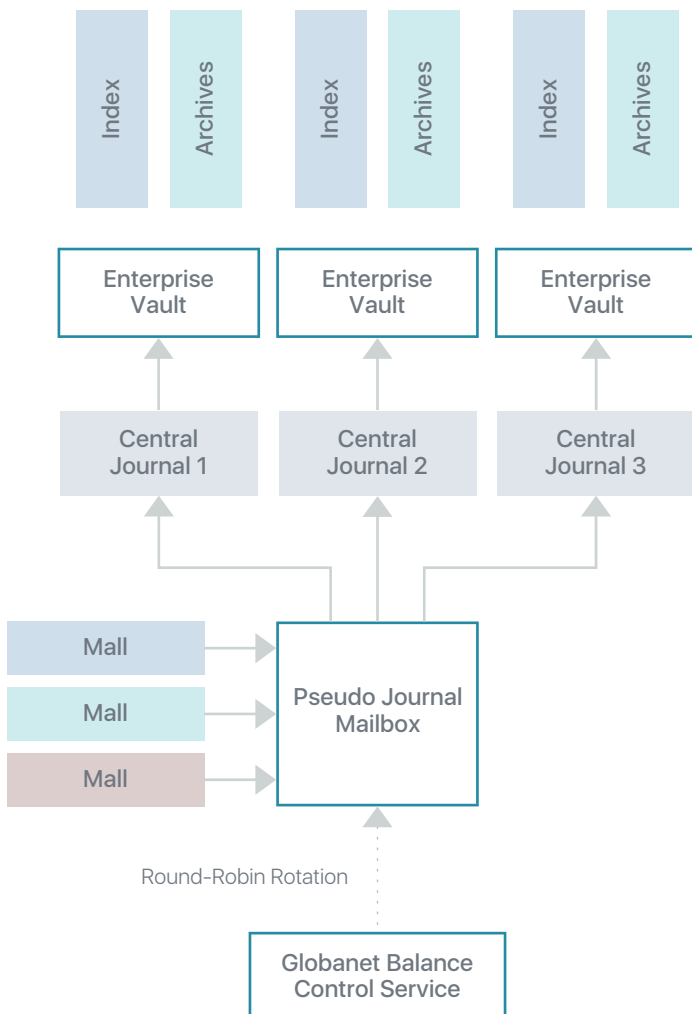 Index
Archives
Index
Archives
Index
Archives
Enterprise
Vault
Enterprise
Vault
Enterprise
Vault
Central
Journal 1
Central
Journal 2
Central
Journal 3
Mall
Mall
Mall
Pseudo Journal
Mailbox
Round-Robin Rotation
Globanet Balance
Control Service